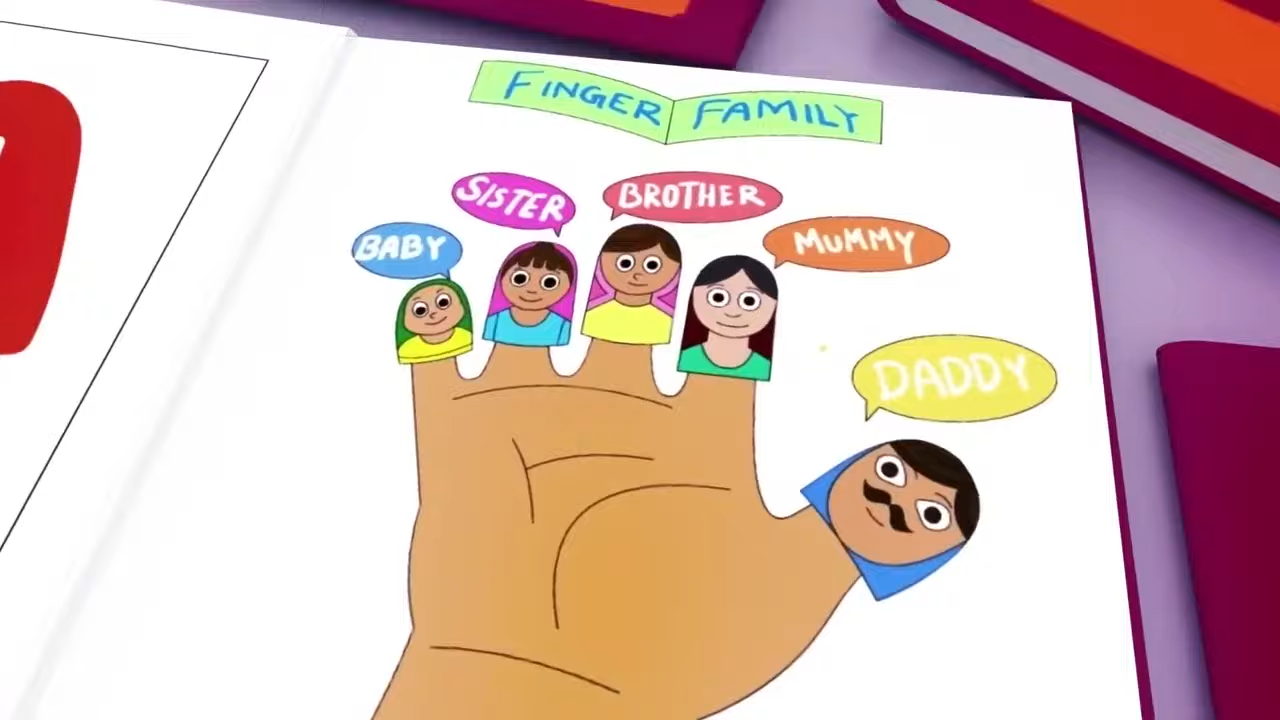 FINGER FAMILY
SISTER
BROTHER
BABY
MUMMY
DADDY